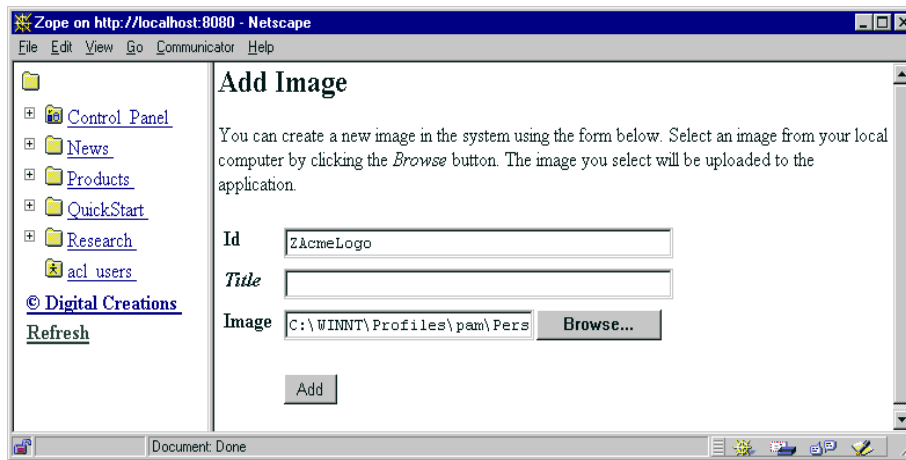 Zope on http://localhost:8080 - Netscape
File Edit View Go Communicator Help
Control Panel
News
Products
QuickStart
Research
acl_users
© Digital Creations
Refresh
Add Image
You can create a new image in the system using the form below. Select an image from your local
computer by clicking the Browse button. The image you select will be uploaded to the
application.
Id ZAcmeLogo
Title
Image C:\WINNT\Profiles\pam\Pers Browse...
Add
Document: Done